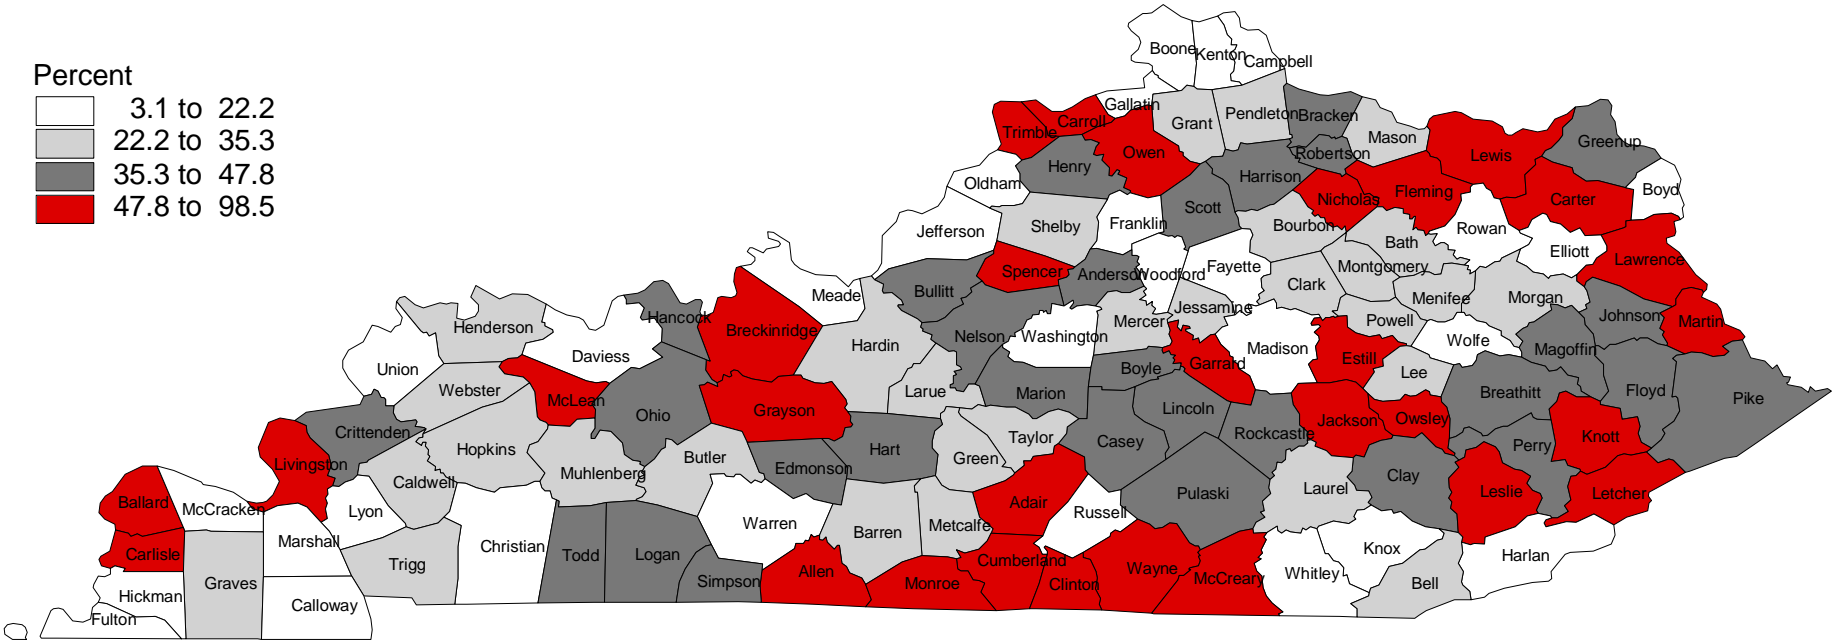 Percent
3.1 to 22.2
22.2 to 35.3
35.3 to 47.8
47.8 to 98.5
Boone
Kenton
Campbell
Gallatin
Grant
Pendleton
Bracken
Trimble
Carroll
Owen
Mason
Lewis
Greenup
Henry
Robertson
Harrison
Oldham
Nicholas
Fleming
Carter
Boyd
Scott
Jefferson
Shelby
Franklin
Bourbon
Bath
Rowan
Elliott
Lawrence
Spencer
Anderson
Woodford
Fayette
Montgomery
Clark
Menifee
Morgan
Bullitt
Meade
Jessamine
Powell
Johnson
Martin
Henderson
Hancock
Breckinridge
Nelson
Washington
Mercer
Madison
Wolfe
Magoffin
Union
Daviess
Hardin
Boyle
Garrard
Estill
Lee
Floyd
Pike
Webster
McLean
Ohio
Grayson
Larue
Marion
Lincoln
Breathitt
Crittenden
Jackson
Owsley
Rockcastle
Knott
Perry
Hopkins
Butler
Hart
Taylor
Casey
Livingston
Muhlenberg
Edmonson
Green
Caldwell
Clay
Laurel
Leslie
Letcher
Pulaski
Ballard
McCracken
Lyon
Warren
Adair
Russell
Barren
Metcalfe
Carlisle
Marshall
Christian
Todd
Logan
Knox
Harlan
Trigg
Simpson
Allen
Monroe
Cumberland
Clinton
Wayne
McCreary
Whitley
Bell
Graves
Hickman
Calloway
Fulton